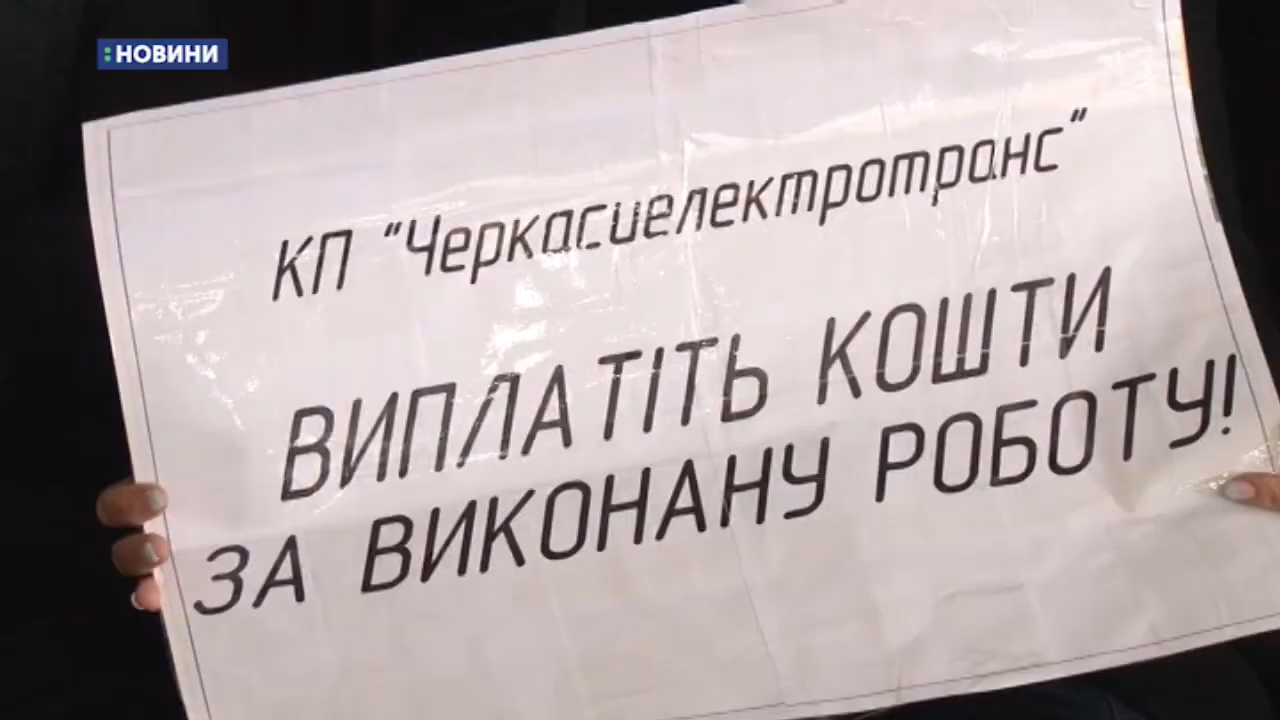 :НОВИНИ
КП "Черкасиелектротранс"
ВИПЛАТІТЬ КОШТИ
ЗА ВИКОНАНУ РОБОТУ!